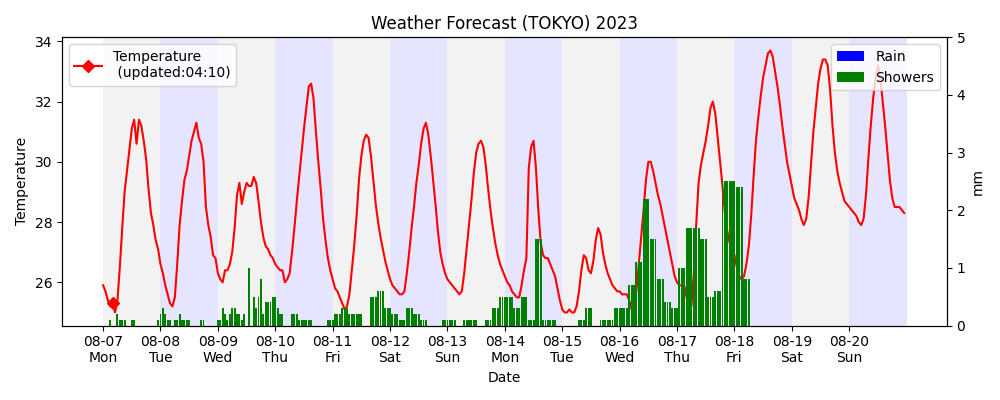 Weather Forecast (TOKYO) 2023
Temperature
(updated:04:10)
Rain
Showers
Temperature
34
32
30
28
26
5
4
3
2
1
0
mm
08-07 08-08 08-09 08-10 08-11 08-12 08-13 08-14 08-15 08-16 08-17 08-18 08-19 08-20
Mon Tue Wed Thu Fri Sat Sun Mon Tue Wed Thu Fri Sat Sun
Date